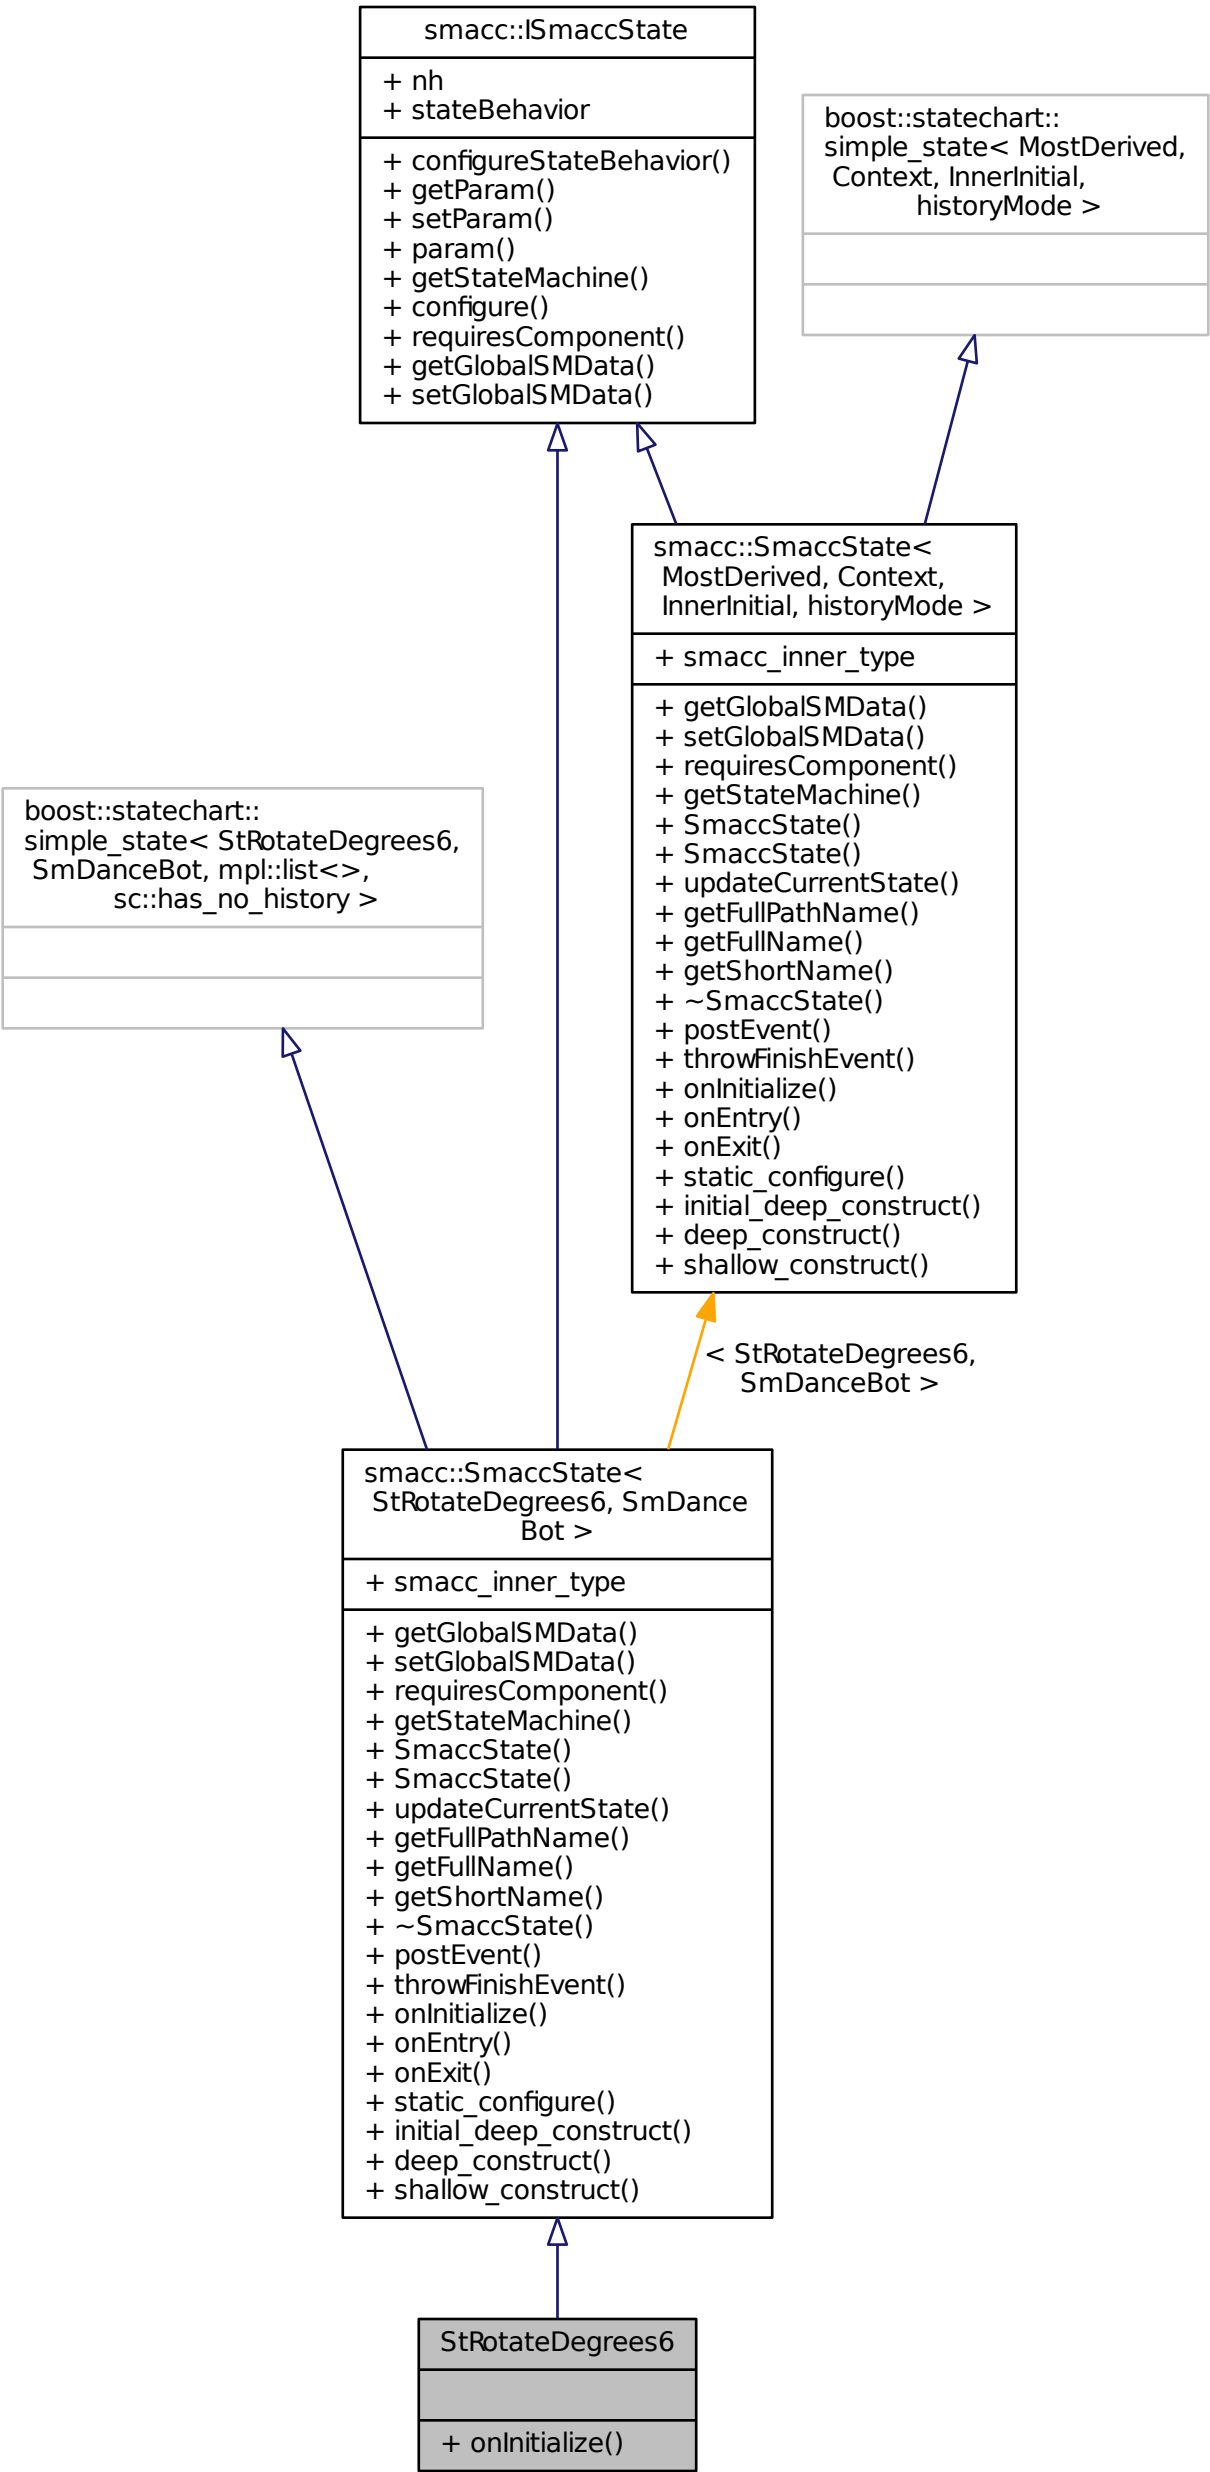 smacc::ISmaccState
+ nh
+ stateBehavior
+ configureStateBehavior()
+ getParam()
+ setParam()
+ param()
+ getStateMachine()
+ configure()
+ requiresComponent()
+ getGlobalSMData()
+ setGlobalSMData()
boost::statechart::
simple_state< MostDerived,
Context, InnerInitial,
historyMode >
smacc::SmaccState<
MostDerived, Context,
InnerInitial, historyMode >
+ smacc_inner_type
+ getGlobalSMData()
+ setGlobalSMData()
+ requiresComponent()
+ getStateMachine()
+ SmaccState()
+ SmaccState()
+ updateCurrentState()
+ getFullPathName()
+ getFullName()
+ getShortName()
+ ~SmaccState()
+ postEvent()
+ throwFinishEvent()
+ onInitialize()
+ onEntry()
+ onExit()
+ static_configure()
+ initial_deep_construct()
+ deep_construct()
+ shallow_construct()
boost::statechart::
simple_state< StRotateDegrees6,
SmDanceBot, mpl::list<>,
sc::has_no_history >
< StRotateDegrees6,
SmDanceBot >
smacc::SmaccState<
StRotateDegrees6, SmDance
Bot >
+ smacc_inner_type
+ getGlobalSMData()
+ setGlobalSMData()
+ requiresComponent()
+ getStateMachine()
+ SmaccState()
+ SmaccState()
+ updateCurrentState()
+ getFullPathName()
+ getFullName()
+ getShortName()
+ ~SmaccState()
+ postEvent()
+ throwFinishEvent()
+ onInitialize()
+ onEntry()
+ onExit()
+ static_configure()
+ initial_deep_construct()
+ deep_construct()
+ shallow_construct()
StRotateDegrees6
+ onInitialize()